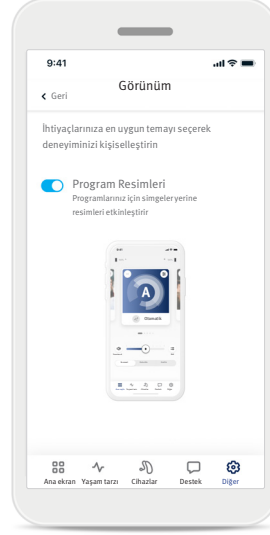 9:41
Görünüm
Geri
İhtiyaçlarınıza en uygun temayı seçerek
deneyiminizi kişiselleştirin
Program Resimleri
Programlarınız için simgeler yerine
resimleri etkinleştirir
A
Otomatik
Ana ekran Yaşam tarzı Cihazlar Destek Diğer